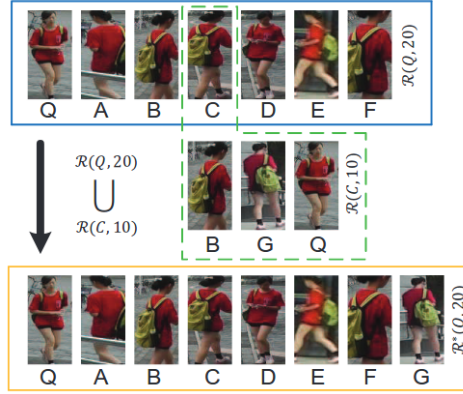 Q A B C D E F
ℛ(Q, 20)
ℛ(Q, 20)
⋃
ℛ(C, 10)
B G Q
ℛ(C, 10)
Q A B C D E F G
ℛ*(Q, 20)